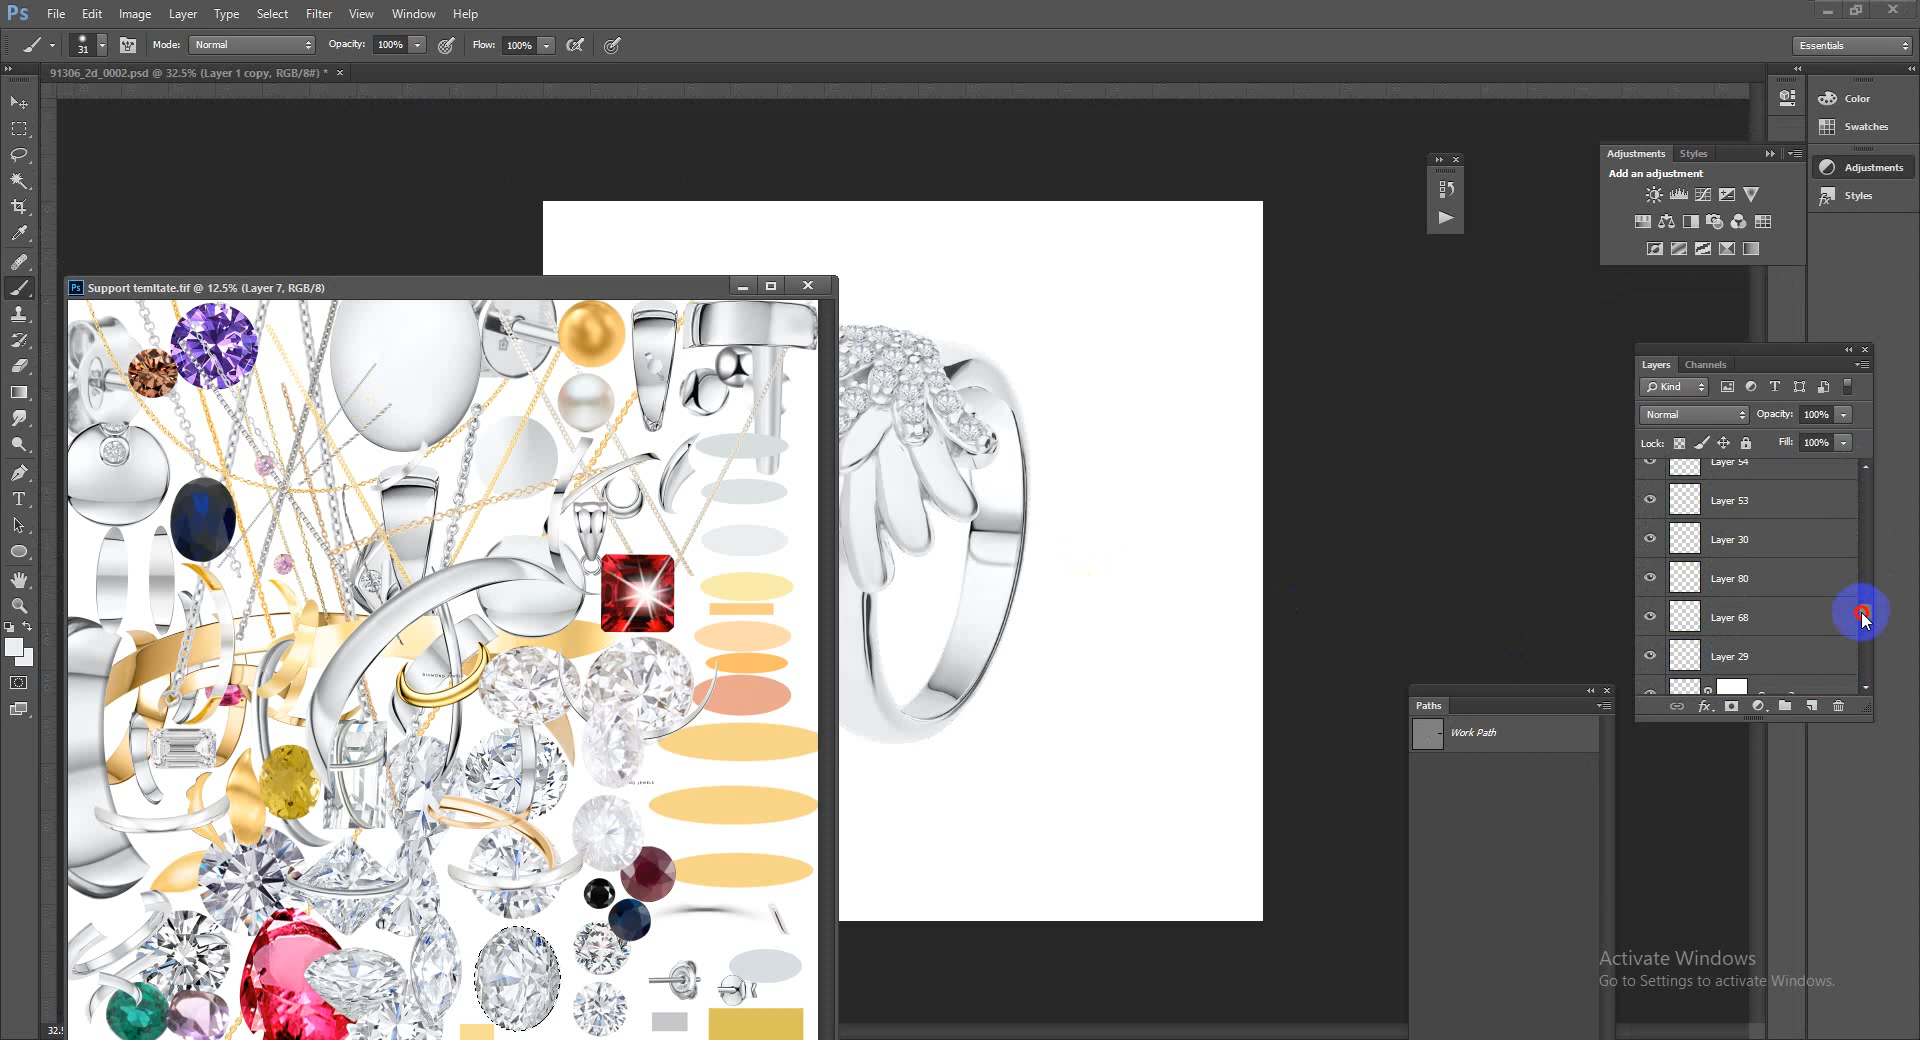 Ps File Edit Image Layer Type Select Filter Analysis View Window Help
31 Mode: Normal Opacity: 100% Flow: 100% Essentials
91306_2d_0002.psd @ 32.5% (Layer 1 copy, RGB/8#) *
Color
Swatches
Adjustments Styles
Add an adjustment
Adjustments
Styles
Ps Support temltate.tif @ 12.5% (Layer 7, RGB/8)
Layers Channels
Kind
Normal Opacity: 100%
Lock: Fill: 100%
Layer 54
Layer 53
Layer 30
Layer 80
Layer 68
Layer 29
Paths
Work Path
Activate Windows
Go to Settings to activate Windows.
32.